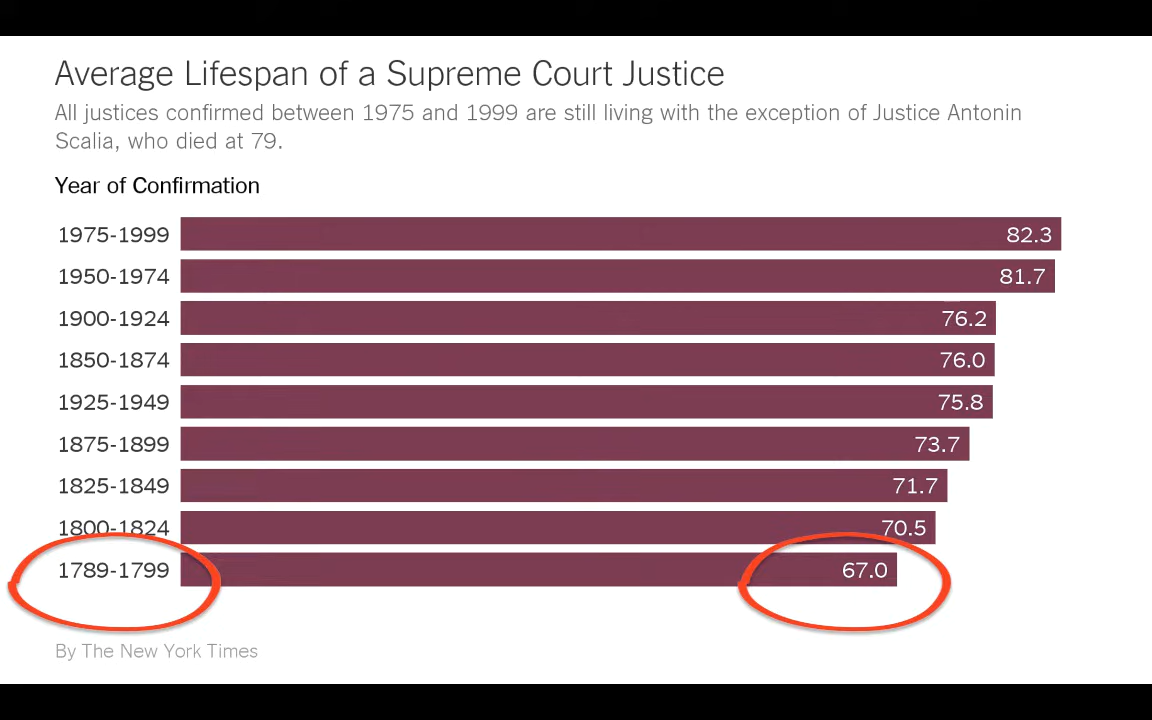 Average Lifespan of a Supreme Court Justice
All justices confirmed between 1975 and 1999 are still living with the exception of Justice Antonin
Scalia, who died at 79.
Year of Confirmation
1975-1999 82.3
1950-1974 81.7
1900-1924 76.2
1850-1874 76.0
1925-1949 75.8
1875-1899 73.7
1825-1849 71.7
1800-1824 70.5
1789-1799 67.0
By The New York Times